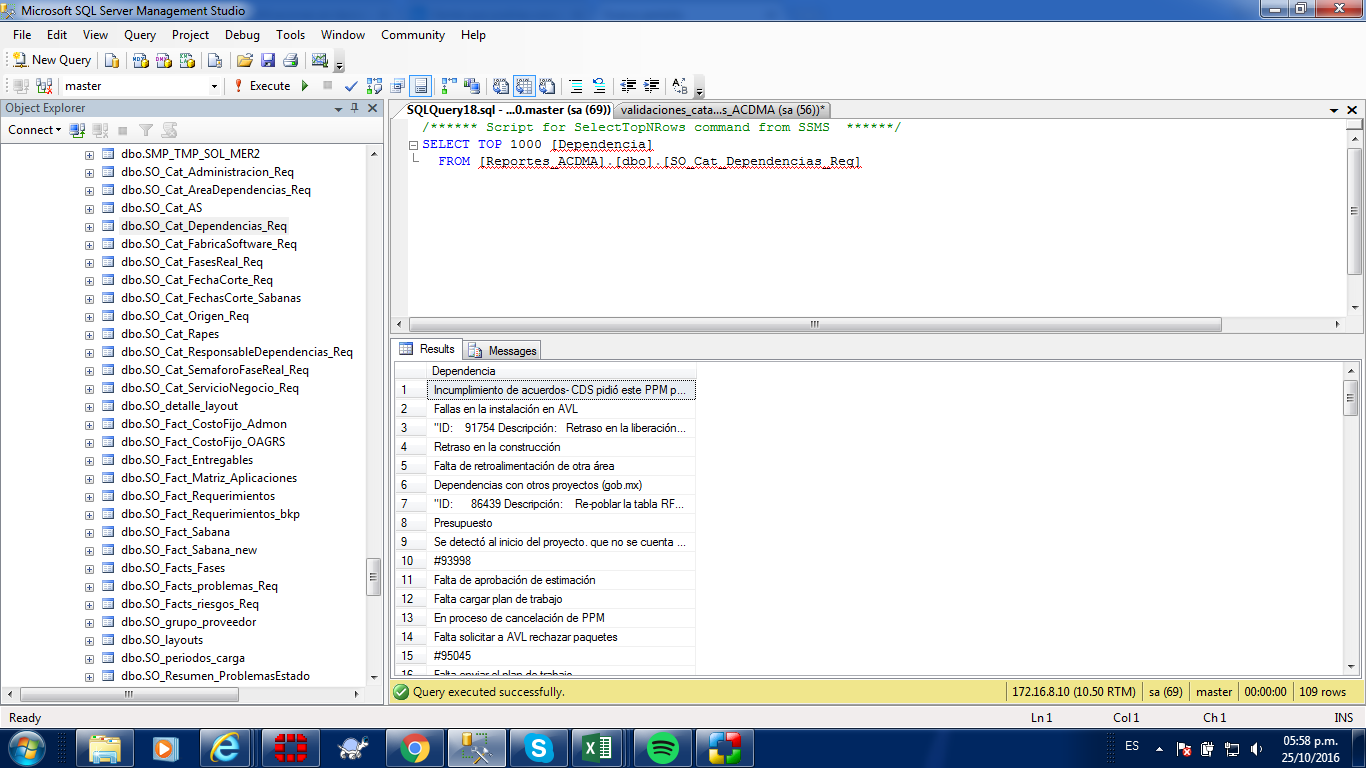 Microsoft SQL Server Management Studio
File Edit View Query Project Debug Tools Window Community Help
New Query
master Execute
Object Explorer
Connect
dbo.SMP_TMP_SOL_MER2
dbo.SO_Cat_Administracion_Req
dbo.SO_Cat_AreaDependencias_Req
dbo.SO_Cat_AS
dbo.SO_Cat_Dependencias_Req
dbo.SO_Cat_FabricaSoftware_Req
dbo.SO_Cat_FasesReal_Req
dbo.SO_Cat_FechaCorte_Req
dbo.SO_Cat_FechasCorte_Sabanas
dbo.SO_Cat_Origen_Req
dbo.SO_Cat_Rapes
dbo.SO_Cat_ResponsableDependencias_Req
dbo.SO_Cat_SemaforoFaseReal_Req
dbo.SO_Cat_ServicioNegocio_Req
dbo.SO_detalle_layout
dbo.SO_Fact_CostoFijo_Admon
dbo.SO_Fact_CostoFijo_OAGRS
dbo.SO_Fact_Entregables
dbo.SO_Fact_Matriz_Aplicaciones
dbo.SO_Fact_Requerimientos
dbo.SO_Fact_Requerimientos_bkp
dbo.SO_Fact_Sabana
dbo.SO_Fact_Sabana_new
dbo.SO_Facts_Fases
dbo.SO_Facts_problemas_Req
dbo.SO_Facts_riesgos_Req
dbo.SO_grupo_proveedor
dbo.SO_layouts
dbo.SO_periodos_carga
dbo.SO_Resumen_ProblemasEstado
SQLQuery18.sql - ...0.master (sa (69)) validaciones_cata...s_ACDMA (sa (56))*
/****** Script for SelectTopNRows command from SSMS ******/
SELECT TOP 1000 [Dependencia]
FROM [Reportes_ACDMA].[dbo].[SO_Cat_Dependencias_Req]
Results Messages
Dependencia
1 Incumplimiento de acuerdos- CDS pidió este PPM p...
2 Fallas en la instalación en AVL
3 "ID: 91754 Descripción: Retraso en la liberación...
4 Retraso en la construcción
5 Falta de retroalimentación de otra área
6 Dependencias con otros proyectos (gob.mx)
7 "ID: 86439 Descripción: Re-poblar la tabla RF...
8 Presupuesto
9 Se detectó al inicio del proyecto. que no se cuenta ...
10 #93998
11 Falta de aprobación de estimación
12 Falta cargar plan de trabajo
13 En proceso de cancelación de PPM
14 Falta solicitar a AVL rechazar paquetes
15 #95045
16 Falta enviar el plan de trabajo
Query executed successfully. 172.16.8.10 (10.50 RTM) sa (69) master 00:00:00 109 rows
Ready Ln 1 Col 1 Ch 1 INS
ES 05:58 p.m.
25/10/2016